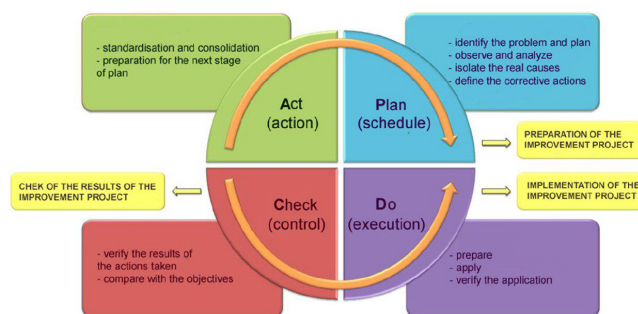 - standardisation and consolidation
- preparation for the next stage
of plan
- identify the problem and plan
- observe and analyze
- isolate the real causes
- define the corrective actions
Act
(action)
Plan
(schedule)
PREPARATION OF THE
IMPROVEMENT PROJECT
CHEK OF THE RESULTS OF THE
IMPROVEMENT PROJECT
Check
(control)
Do
(execution)
IMPLEMENTATION OF THE
IMPROVEMENT PROJECT
- verify the results of
the actions taken
- compare with the objectives
- prepare
- apply
- verify the application